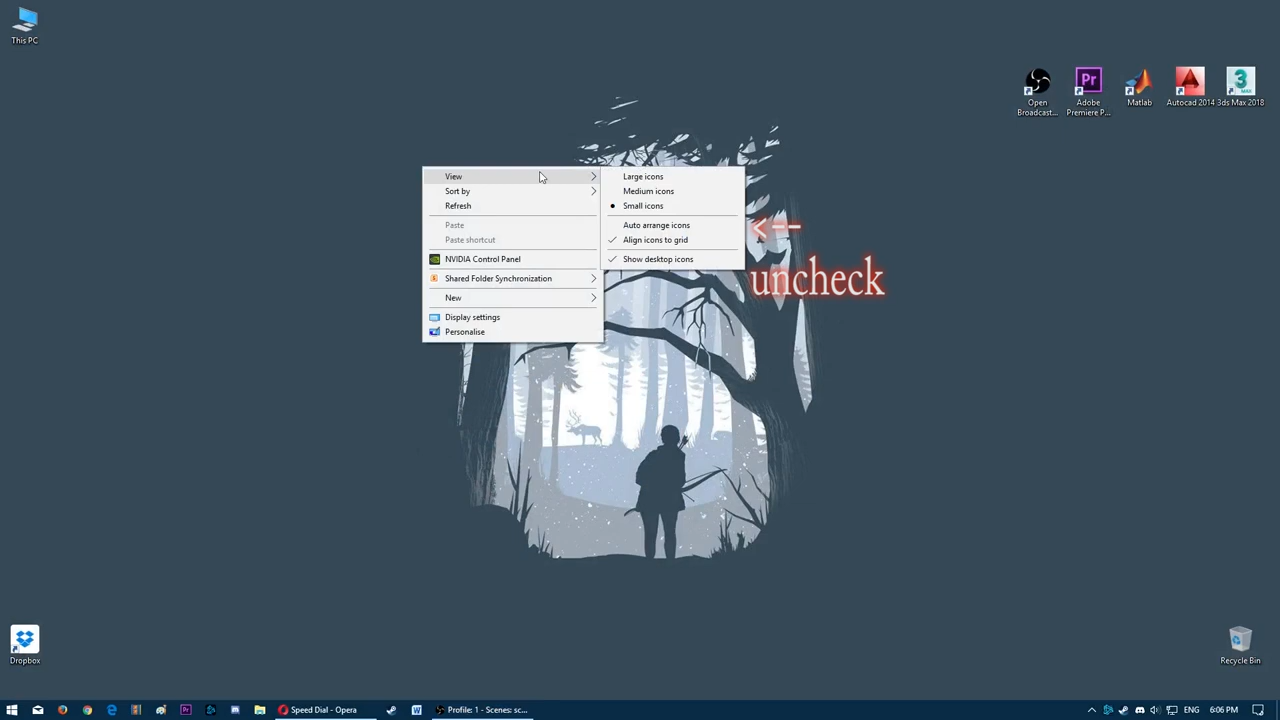 This PC
Open Broadcast...
Adobe Premiere P...
Matlab
Autocad 2014
3ds Max 2018
View
Sort by
Refresh
Paste
Paste shortcut
NVIDIA Control Panel
Shared Folder Synchronization
New
Display settings
Personalise
Large icons
Medium icons
Small icons
Auto arrange icons
Align icons to grid
Show desktop icons
<--
uncheck
Dropbox
Recycle Bin
Speed Dial - Opera
Profile: 1 - Scenes: sc...
ENG
6:06 PM